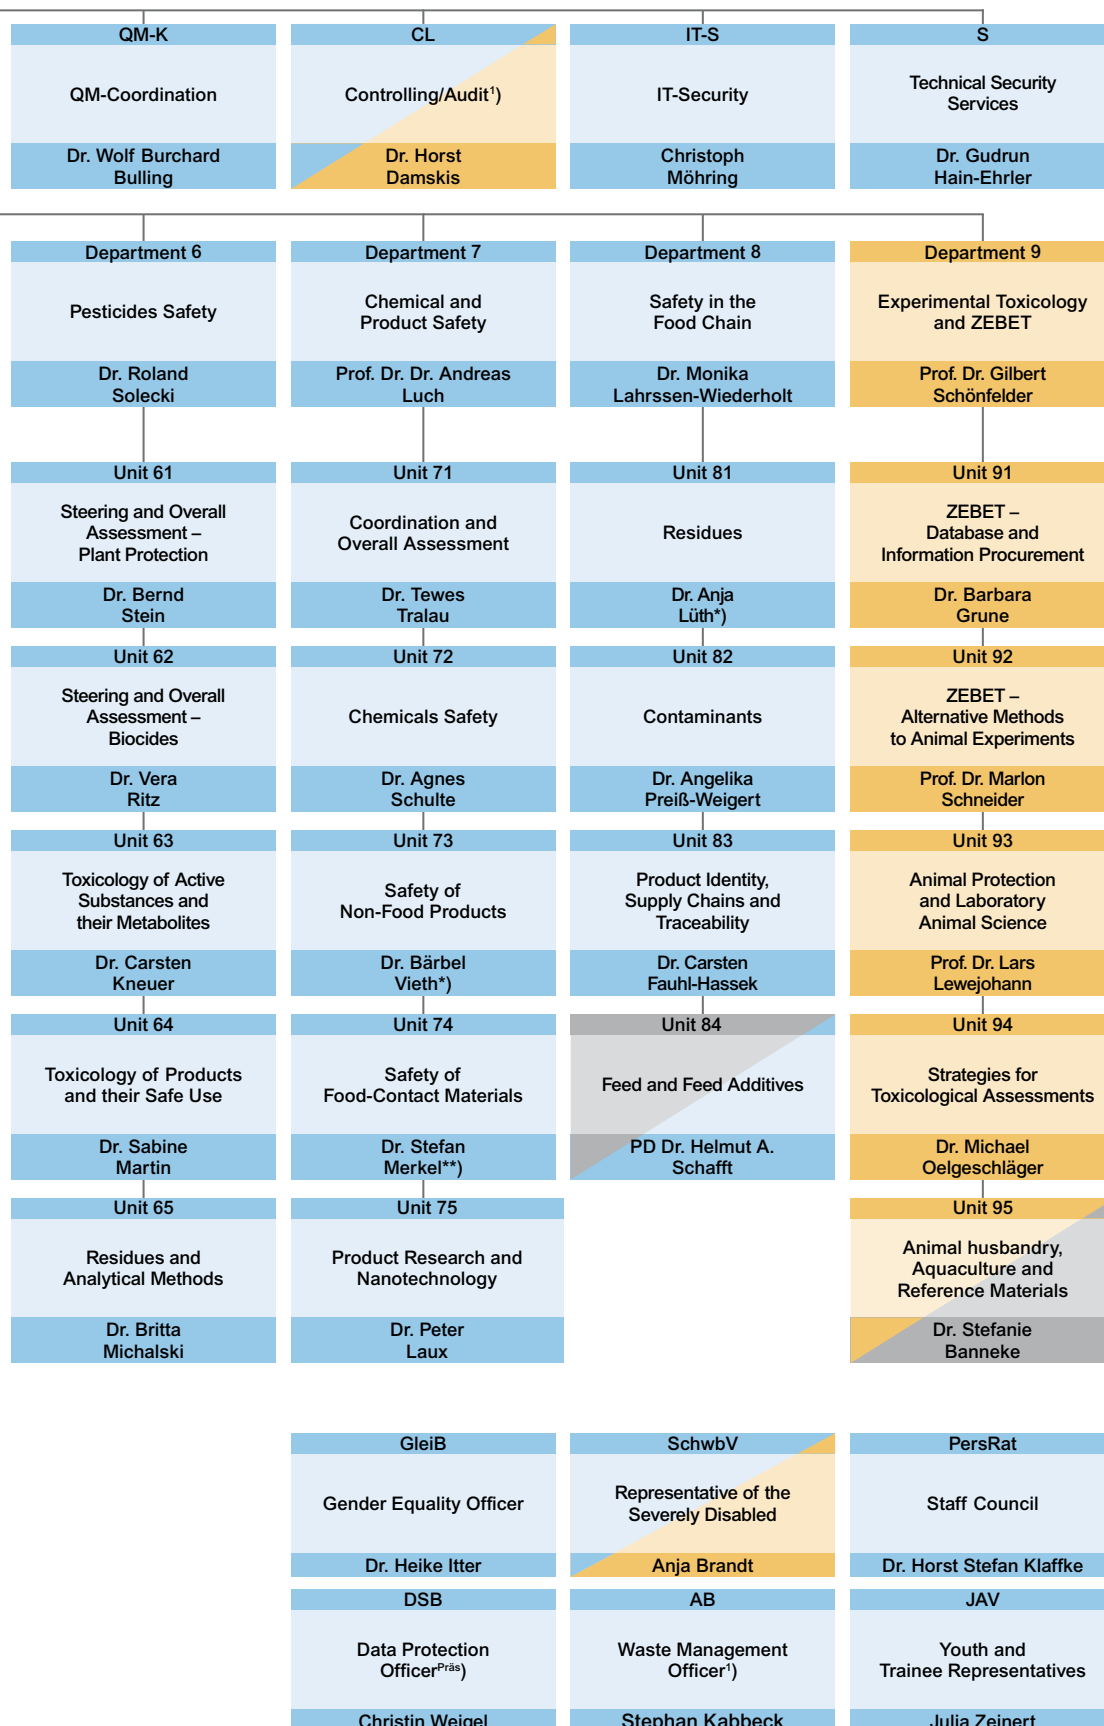 QM-K
QM-Coordination
Dr. Wolf Burchard
Bulling
CL
Controlling/Audit¹)
Dr. Horst
Damskis
IT-S
IT-Security
Christoph
Möhring
S
Technical Security
Services
Dr. Gudrun
Hain-Ehrler
Department 6
Pesticides Safety
Dr. Roland
Solecki
Department 7
Chemical and
Product Safety
Prof. Dr. Dr. Andreas
Luch
Department 8
Safety in the
Food Chain
Dr. Monika
Lahrssen-Wiederholt
Department 9
Experimental Toxicology
and ZEBET
Prof. Dr. Gilbert
Schönfelder
Unit 61
Steering and Overall
Assessment –
Plant Protection
Dr. Bernd
Stein
Unit 71
Coordination and
Overall Assessment
Dr. Tewes
Tralau
Unit 81
Residues
Dr. Anja
Lüth*)
Unit 91
ZEBET –
Database and
Information Procurement
Dr. Barbara
Grune
Unit 62
Steering and Overall
Assessment –
Biocides
Dr. Vera
Ritz
Unit 72
Chemicals Safety
Dr. Agnes
Schulte
Unit 82
Contaminants
Dr. Angelika
Preiß-Weigert
Unit 92
ZEBET –
Alternative Methods
to Animal Experiments
Prof. Dr. Marlon
Schneider
Unit 63
Toxicology of Active
Substances and
their Metabolites
Dr. Carsten
Kneuer
Unit 73
Safety of
Non-Food Products
Dr. Bärbel
Vieth*)
Unit 83
Product Identity,
Supply Chains and
Traceability
Dr. Carsten
Fauhl-Hassek
Unit 93
Animal Protection
and Laboratory
Animal Science
Prof. Dr. Lars
Lewejohann
Unit 64
Toxicology of Products
and their Safe Use
Dr. Sabine
Martin
Unit 74
Safety of
Food-Contact Materials
Dr. Stefan
Merkel**)
Unit 84
Feed and Feed Additives
PD Dr. Helmut A.
Schafft
Unit 94
Strategies for
Toxicological Assessments
Dr. Michael
Oelgeschläger
Unit 65
Residues and
Analytical Methods
Dr. Britta
Michalski
Unit 75
Product Research and
Nanotechnology
Dr. Peter
Laux
Unit 95
Animal husbandry,
Aquaculture and
Reference Materials
Dr. Stefanie
Banneke
GleiB
Gender Equality Officer
Dr. Heike Itter
SchwbV
Representative of the
Severely Disabled
Anja Brandt
PersRat
Staff Council
Dr. Horst Stefan Klaffke
DSB
Data Protection
Officer Präs)
Christin Weigel
AB
Waste Management
Officer¹)
Stephan Kabbeck
JAV
Youth and
Trainee Representatives
Julia Zeinert